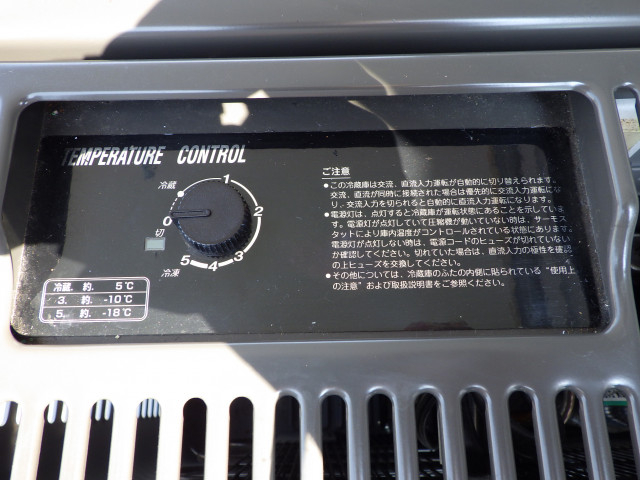 TEMPERATURE CONTROL
冷蔵
0
切
1
2
3
4
5
冷凍
冷蔵. 約. 5℃
3. 約. -10℃
5. 約. -18℃
ご注意
●この冷蔵庫は交流、直流入力運転が自動的に切り替えられます。
交流、直流が同時に接続された場合は優先的に交流入力運転にな
り、交流入力を切られると自動的に直流入力運転になります。
●電源灯が、点灯すると冷蔵庫が運転状態にあることを示していま
す。電源灯が点灯していて圧縮機が動いていない時は、サーモス
タットにより庫内温度がコントロールされている状態にあります。
電源灯が点灯しない時は、電源コードのヒューズが切れていない
か確認してください。切れていた場合は、直流入力の極性を確認
の上ヒューズを交換してください。
●その他については、冷蔵庫のふたの内側に貼られている“使用上
の注意”および取扱説明書をご参照ください。